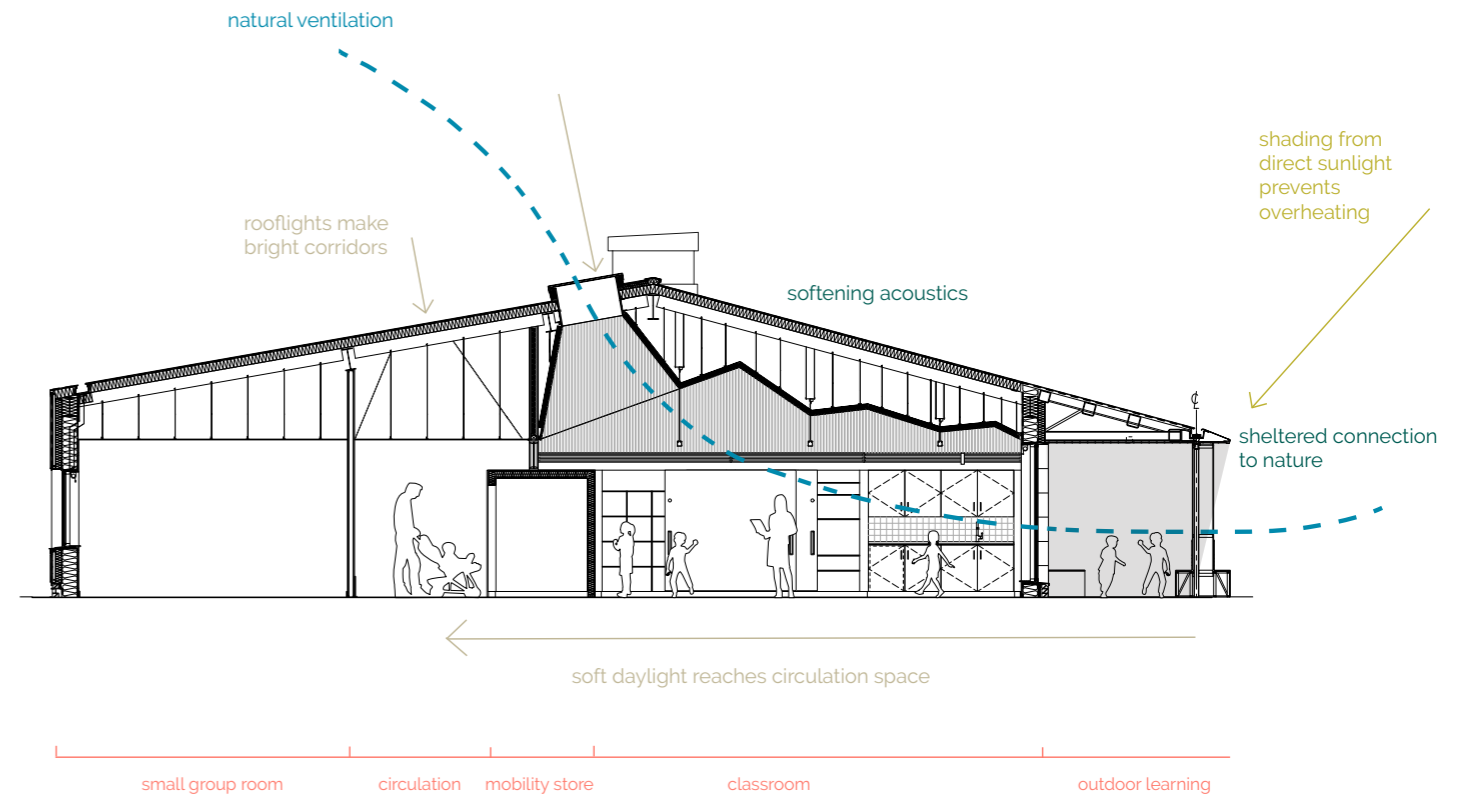 natural ventilation
shading from
direct sunlight
prevents
overheating
rooflights make
bright corridors
softening acoustics
℄
sheltered connection
to nature
soft daylight reaches circulation space
small group room
circulation
mobility store
classroom
outdoor learning